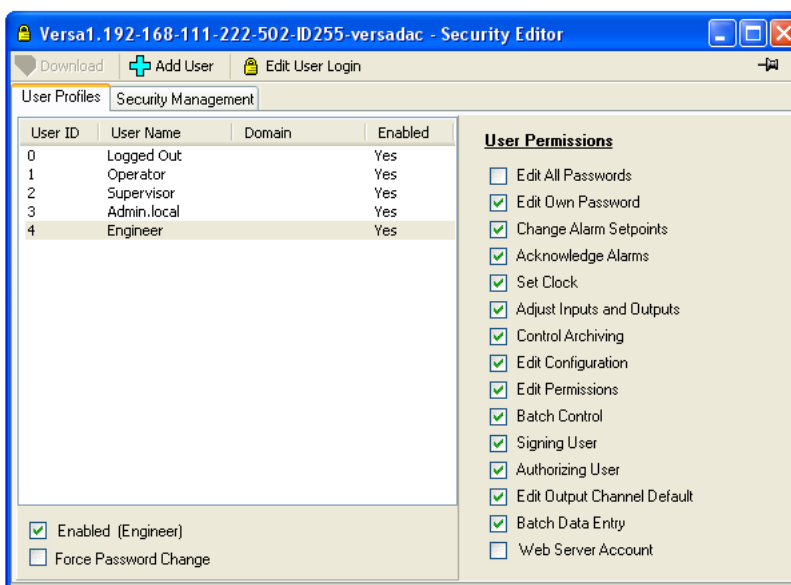 Versa1.192-168-111-222-502-ID255-versadac - Security Editor
Download Add User Edit User Login
User Profiles Security Management
User ID User Name Domain Enabled
0 Logged Out Yes
1 Operator Yes
2 Supervisor Yes
3 Admin.local Yes
4 Engineer Yes
Enabled (Engineer)
Force Password Change
User Permissions
Edit All Passwords
Edit Own Password
Change Alarm Setpoints
Acknowledge Alarms
Set Clock
Adjust Inputs and Outputs
Control Archiving
Edit Configuration
Edit Permissions
Batch Control
Signing User
Authorizing User
Edit Output Channel Default
Batch Data Entry
Web Server Account